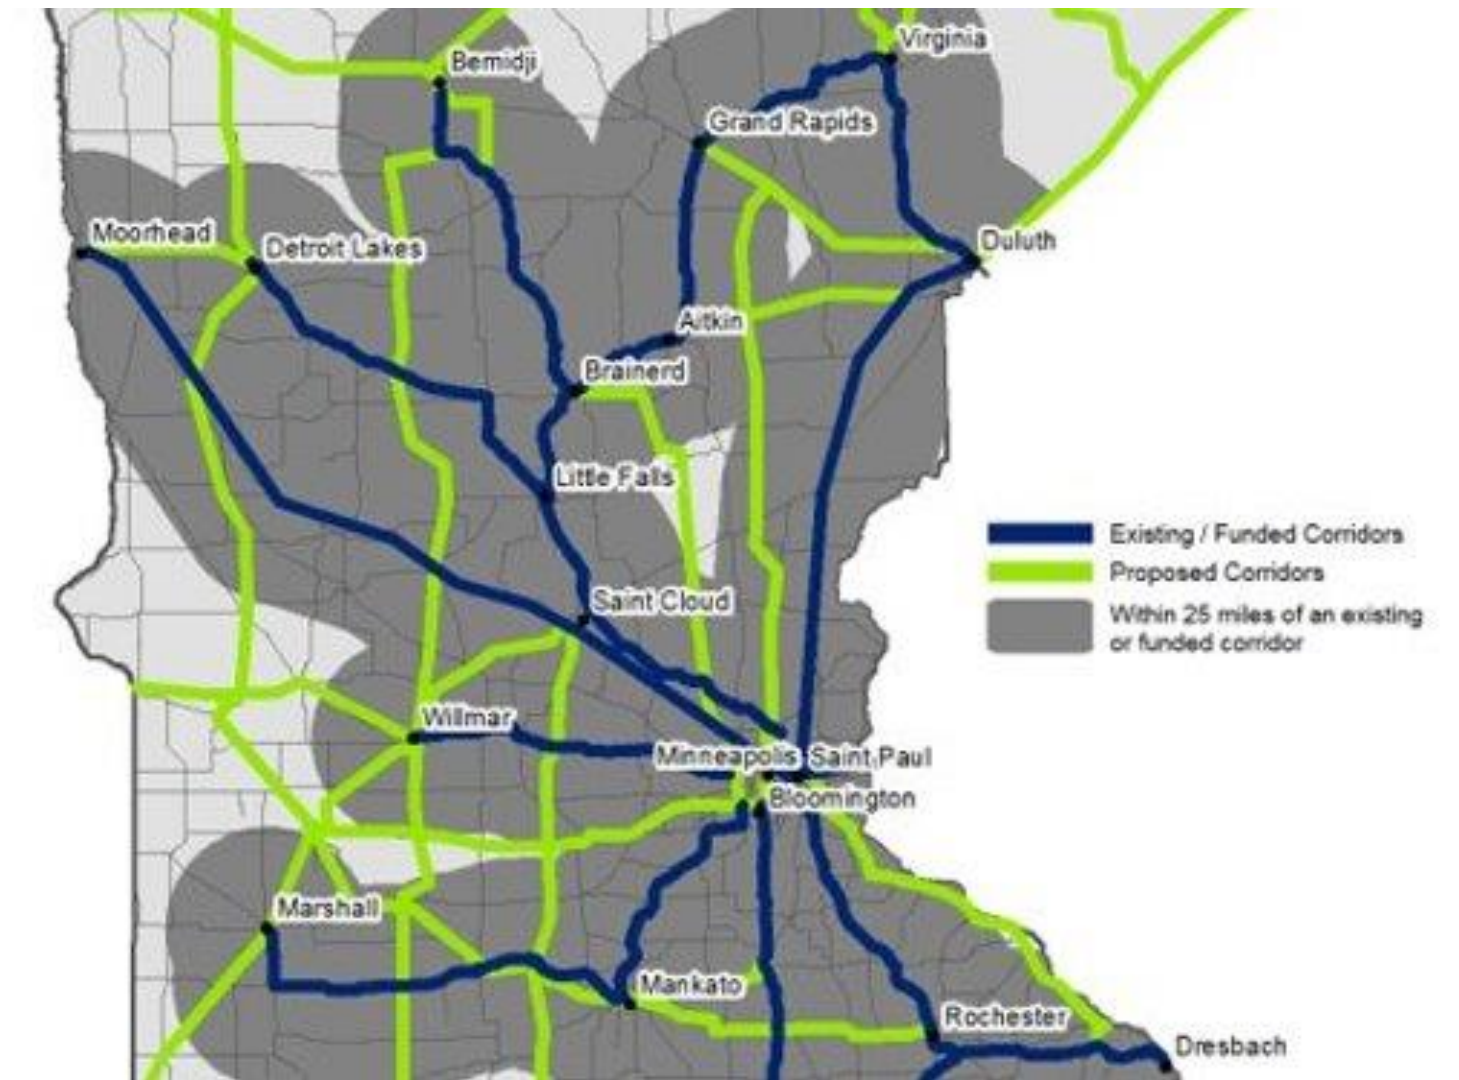 Virginia
Bemidji
Grand Rapids
Moorhead
Detroit Lakes
Duluth
Aitkin
Brainerd
Little Falls
Existing / Funded Corridors
Proposed Corridors
Within 25 miles of an existing
or funded corridor
Saint Cloud
Willmar
Minneapolis
Saint Paul
Bloomington
Marshall
Mankato
Rochester
Dresbach